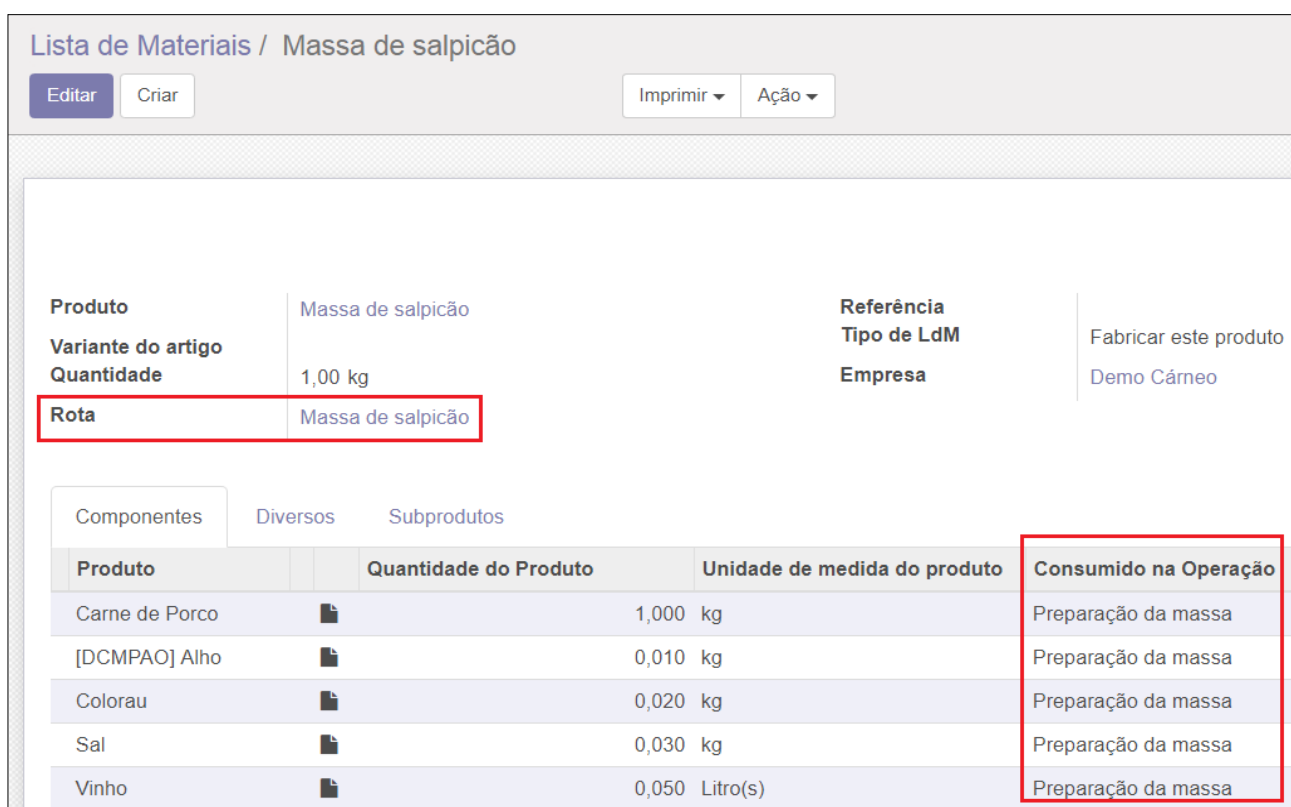 Lista de Materiais / Massa de salpicão
Editar Criar Imprimir Ação
Produto Massa de salpicão Referência
Variante do artigo Tipo de LdM Fabricar este produto
Quantidade 1,00 kg Empresa Demo Cárneo
Rota Massa de salpicão
Componentes Diversos Subprodutos
Produto Quantidade do Produto Unidade de medida do produto Consumido na Operação
Carne de Porco 1,000 kg Preparação da massa
[DCMPAO] Alho 0,010 kg Preparação da massa
Colorau 0,020 kg Preparação da massa
Sal 0,030 kg Preparação da massa
Vinho 0,050 Litro(s) Preparação da massa